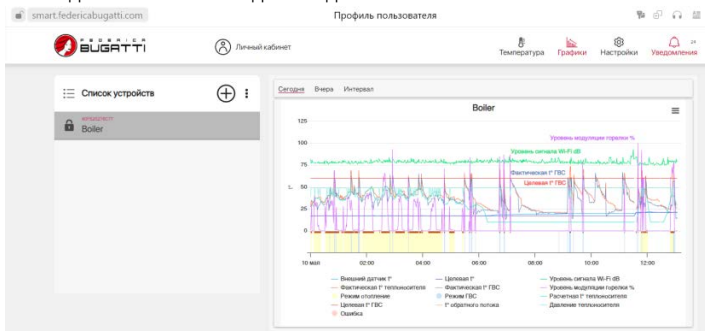 smart.federicabugatti.com
Профиль пользователя
FEDERICA
BUGATTI
Личный кабинет
Температура
Графики
Настройки
Уведомления
24
Список устройств
Boiler
Сегодня Вчера Интервал
Boiler
125
100
75
50
25
0
t°
Уровень модуляции горелки %
Уровень сигнала Wi-Fi dB
Фактическая t° ГВС
Целевая t° ГВС
10 мая 02:00 04:00 06:00 08:00 10:00 12:00
Внешний датчик t° Целевая t° Уровень сигнала Wi-Fi dB
Фактическая t° теплоносителя Фактическая t° ГВС Уровень модуляции горелки %
Режим отопление Режим ГВС Расчетная t° теплоносителя
Целевая t° ГВС t° обратного потока Давление теплоносителя
Ошибка